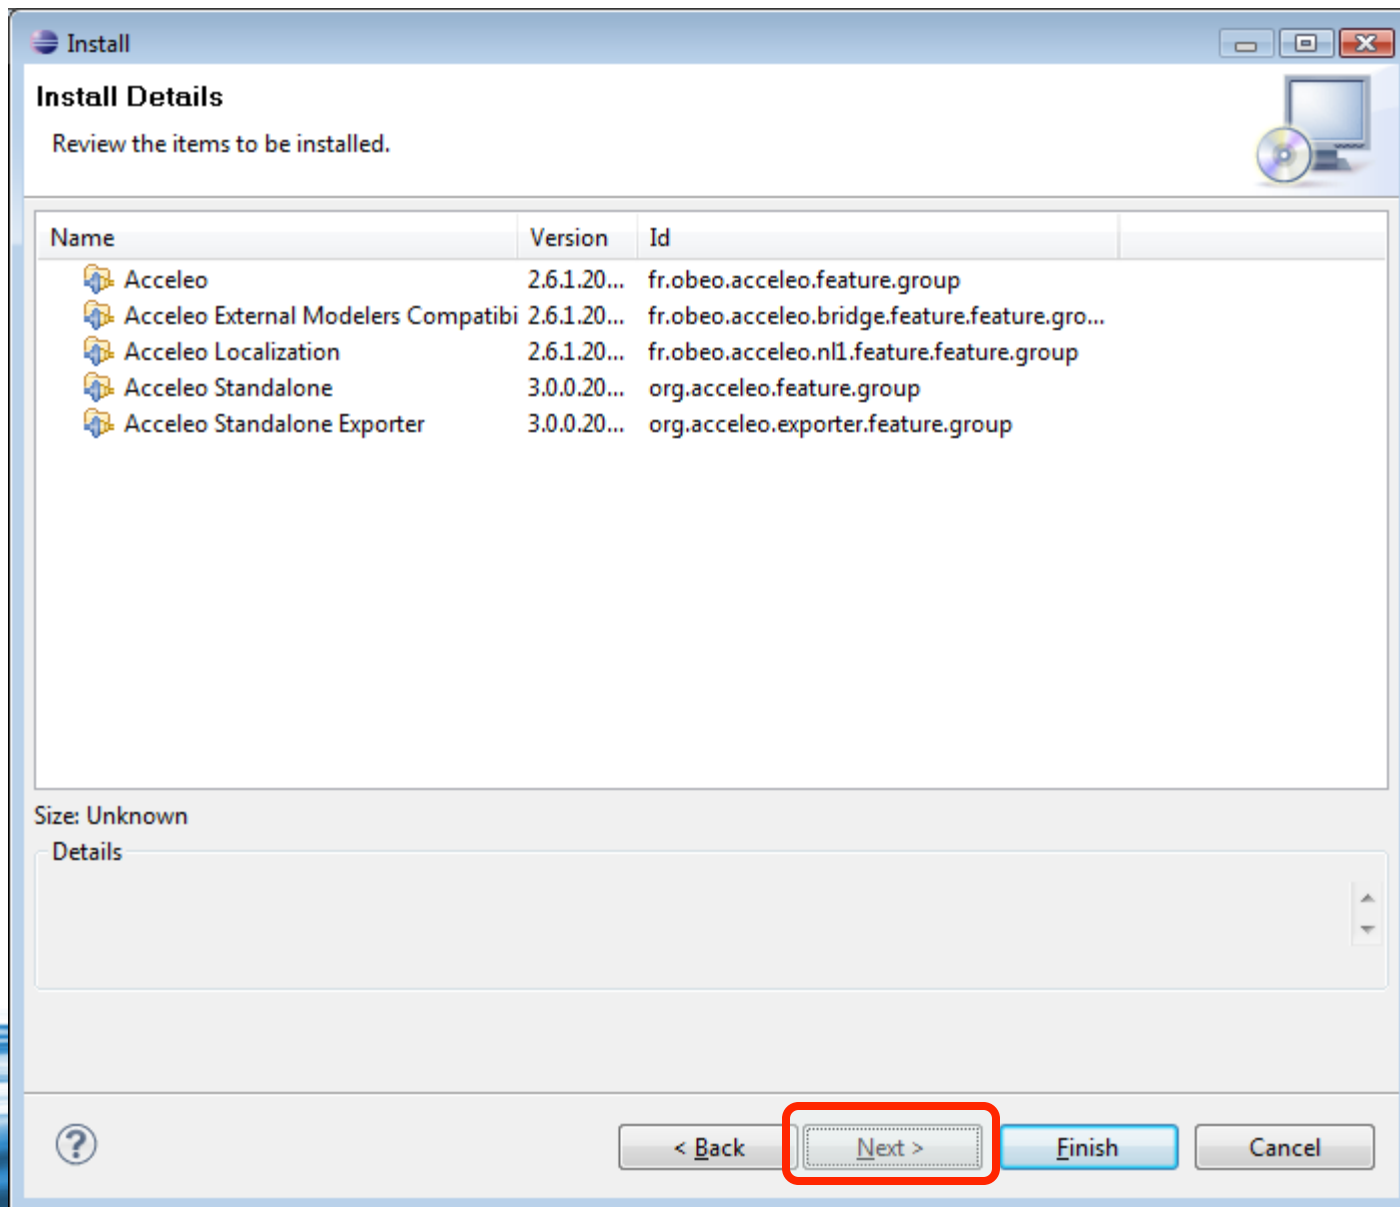 Install
Install Details
Review the items to be installed.
Name Version Id
Acceleo 2.6.1.20... fr.obeo.acceleo.feature.group
Acceleo External Modelers Compatibi 2.6.1.20... fr.obeo.acceleo.bridge.feature.feature.gro...
Acceleo Localization 2.6.1.20... fr.obeo.acceleo.nl1.feature.feature.group
Acceleo Standalone 3.0.0.20... org.acceleo.feature.group
Acceleo Standalone Exporter 3.0.0.20... org.acceleo.exporter.feature.group
Size: Unknown
Details
? < Back Next > Finish Cancel